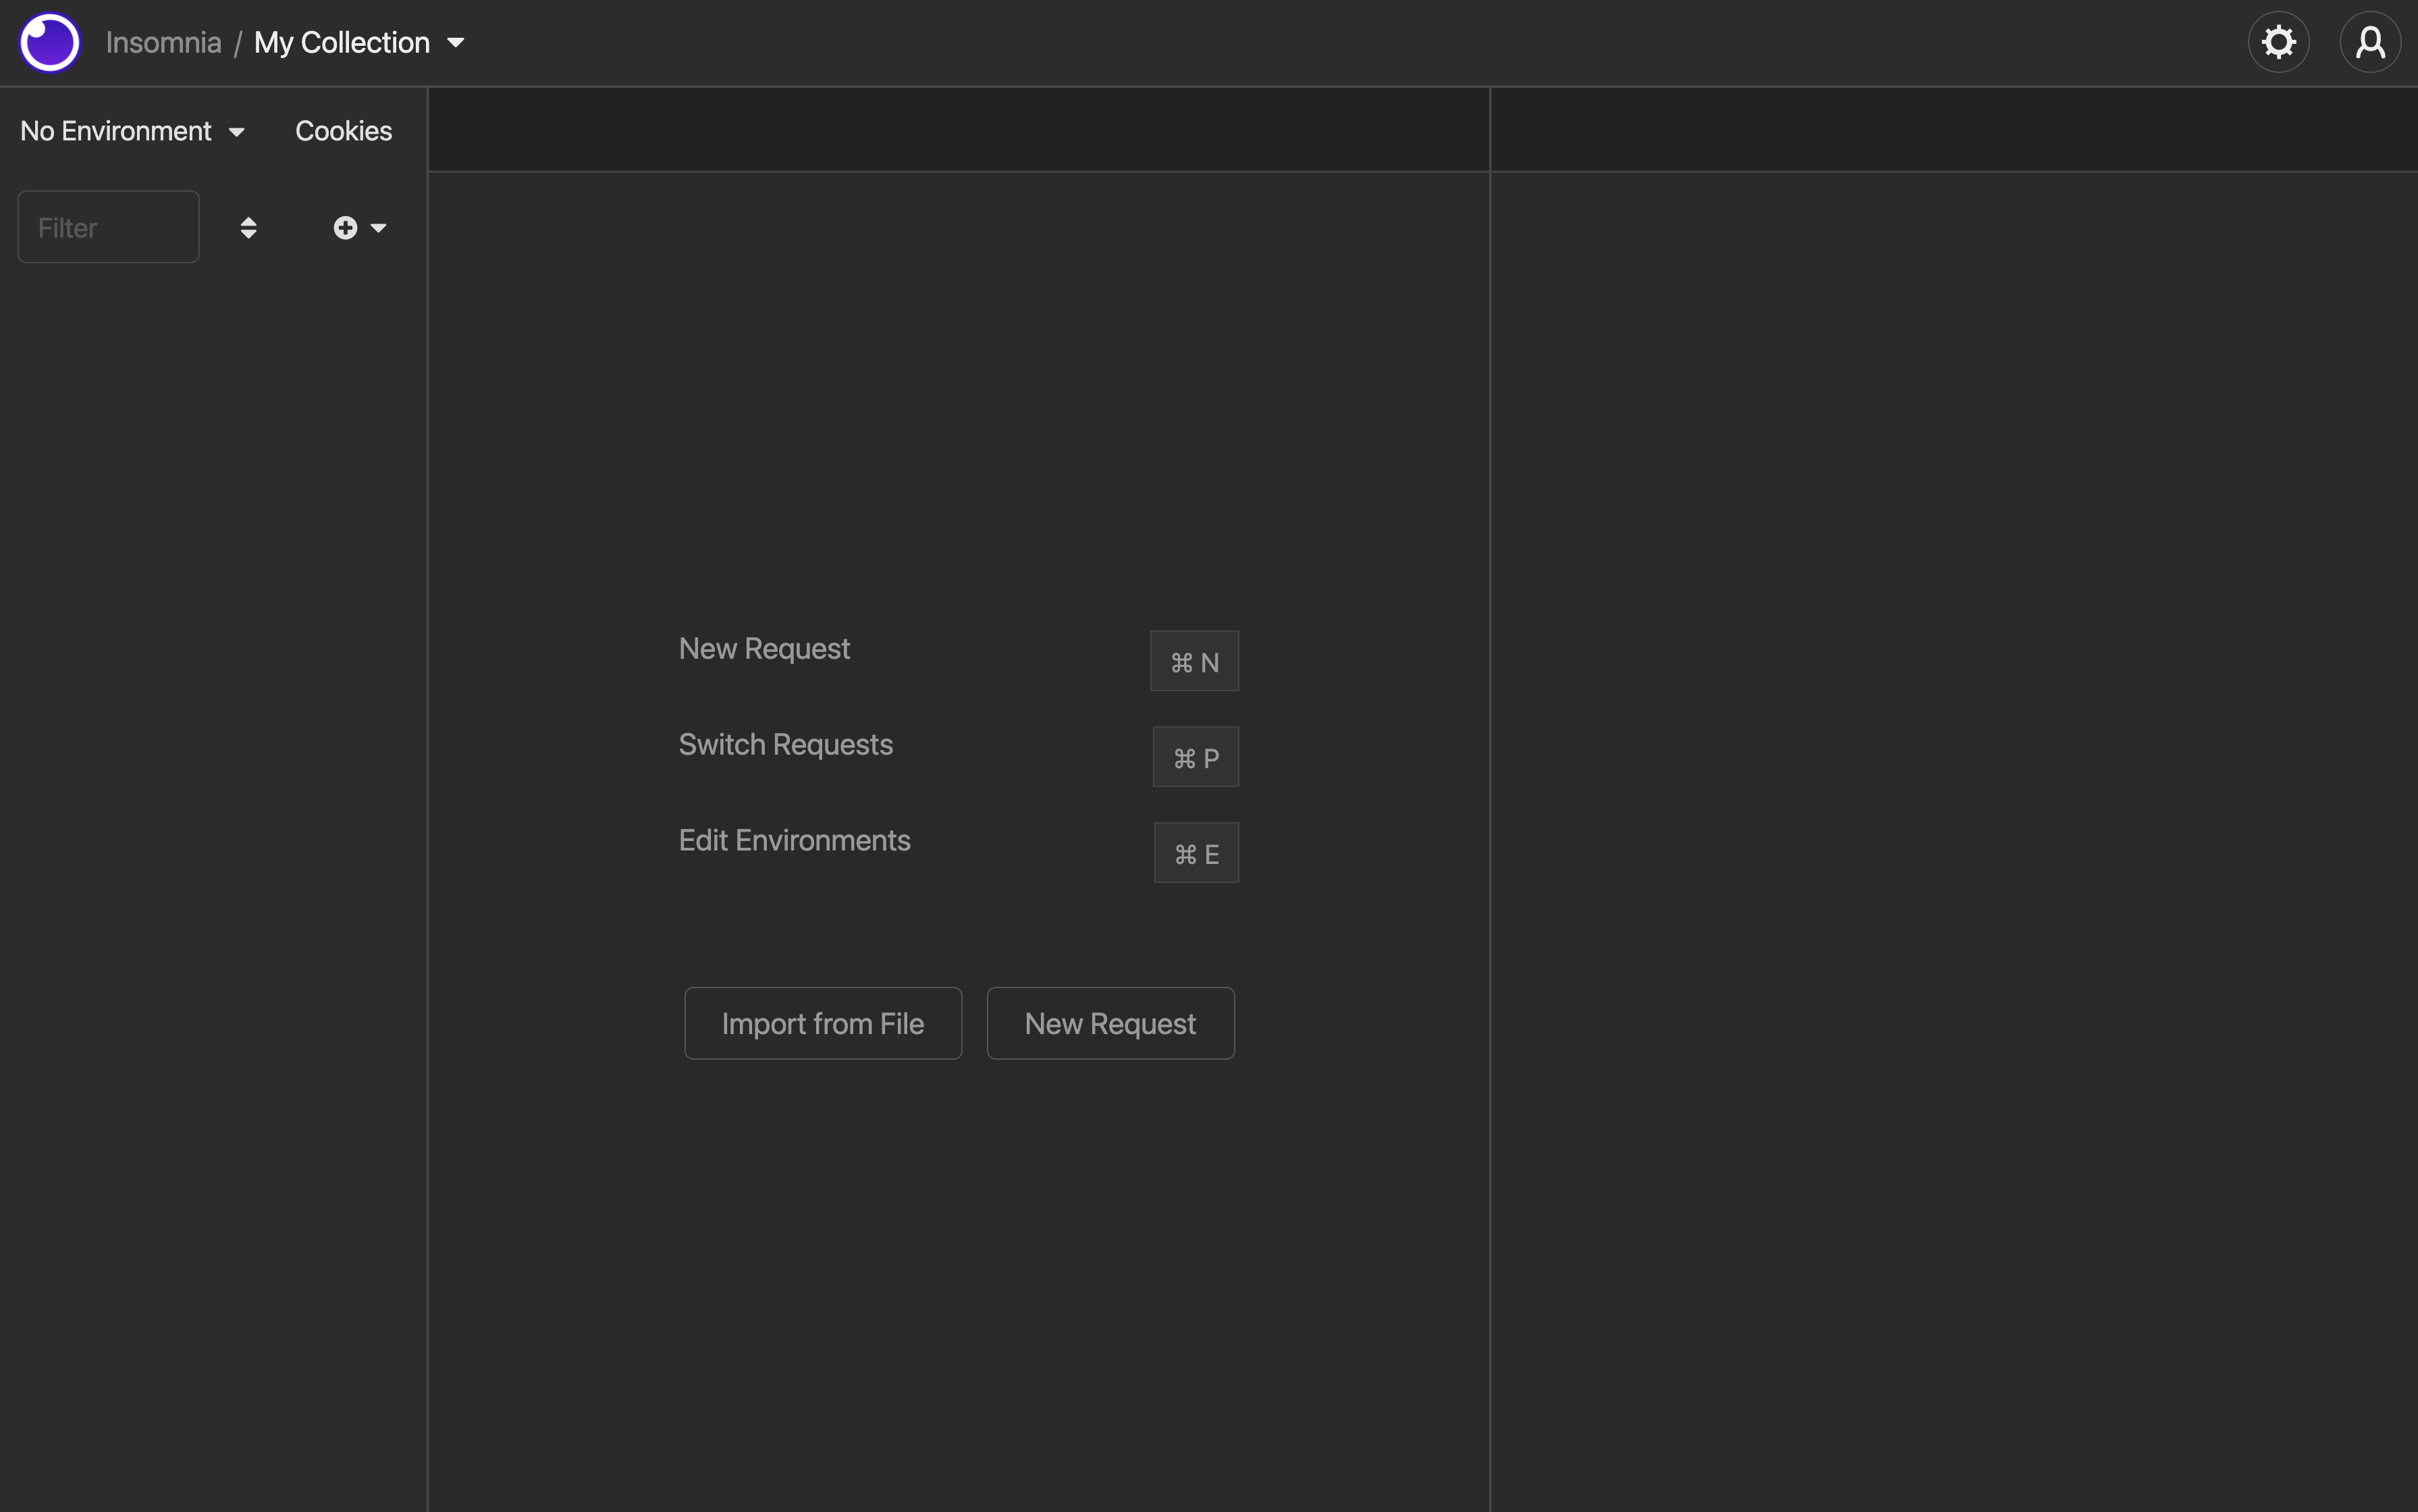 Insomnia / My Collection
No Environment
Cookies
Filter
New Request
⌘ N
Switch Requests
⌘ P
Edit Environments
⌘ E
Import from File
New Request